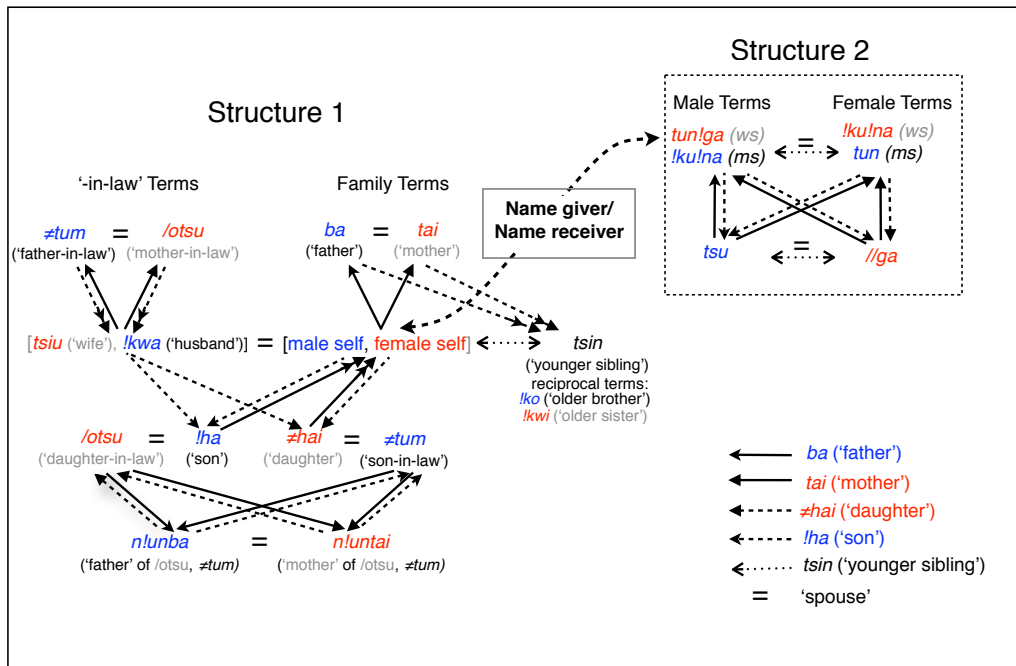 Structure 2
Male Terms
Female Terms
tun!ga (ws)
=
!ku!na (ws)
!ku!na (ms)
tun (ms)
tsu
=
//ga
Structure 1
'-in-law' Terms
Family Terms
Name giver/
Name receiver
≠tum
=
/otsu
('father-in-law')
('mother-in-law')
ba
=
tai
('father')
('mother')
[tsiu ('wife'), !kwa ('husband')] = [male self, female self]
tsin
('younger sibling')
reciprocal terms:
!ko ('older brother')
!kwi ('older sister')
/otsu
=
!ha
≠hai
=
≠tum
('daughter-in-law')
('son')
('daughter')
('son-in-law')
n!unba
=
n!untai
('father' of /otsu, ≠tum)
('mother' of /otsu, ≠tum)
ba ('father')
tai ('mother')
≠hai ('daughter')
!ha ('son')
tsin ('younger sibling')
= 'spouse'